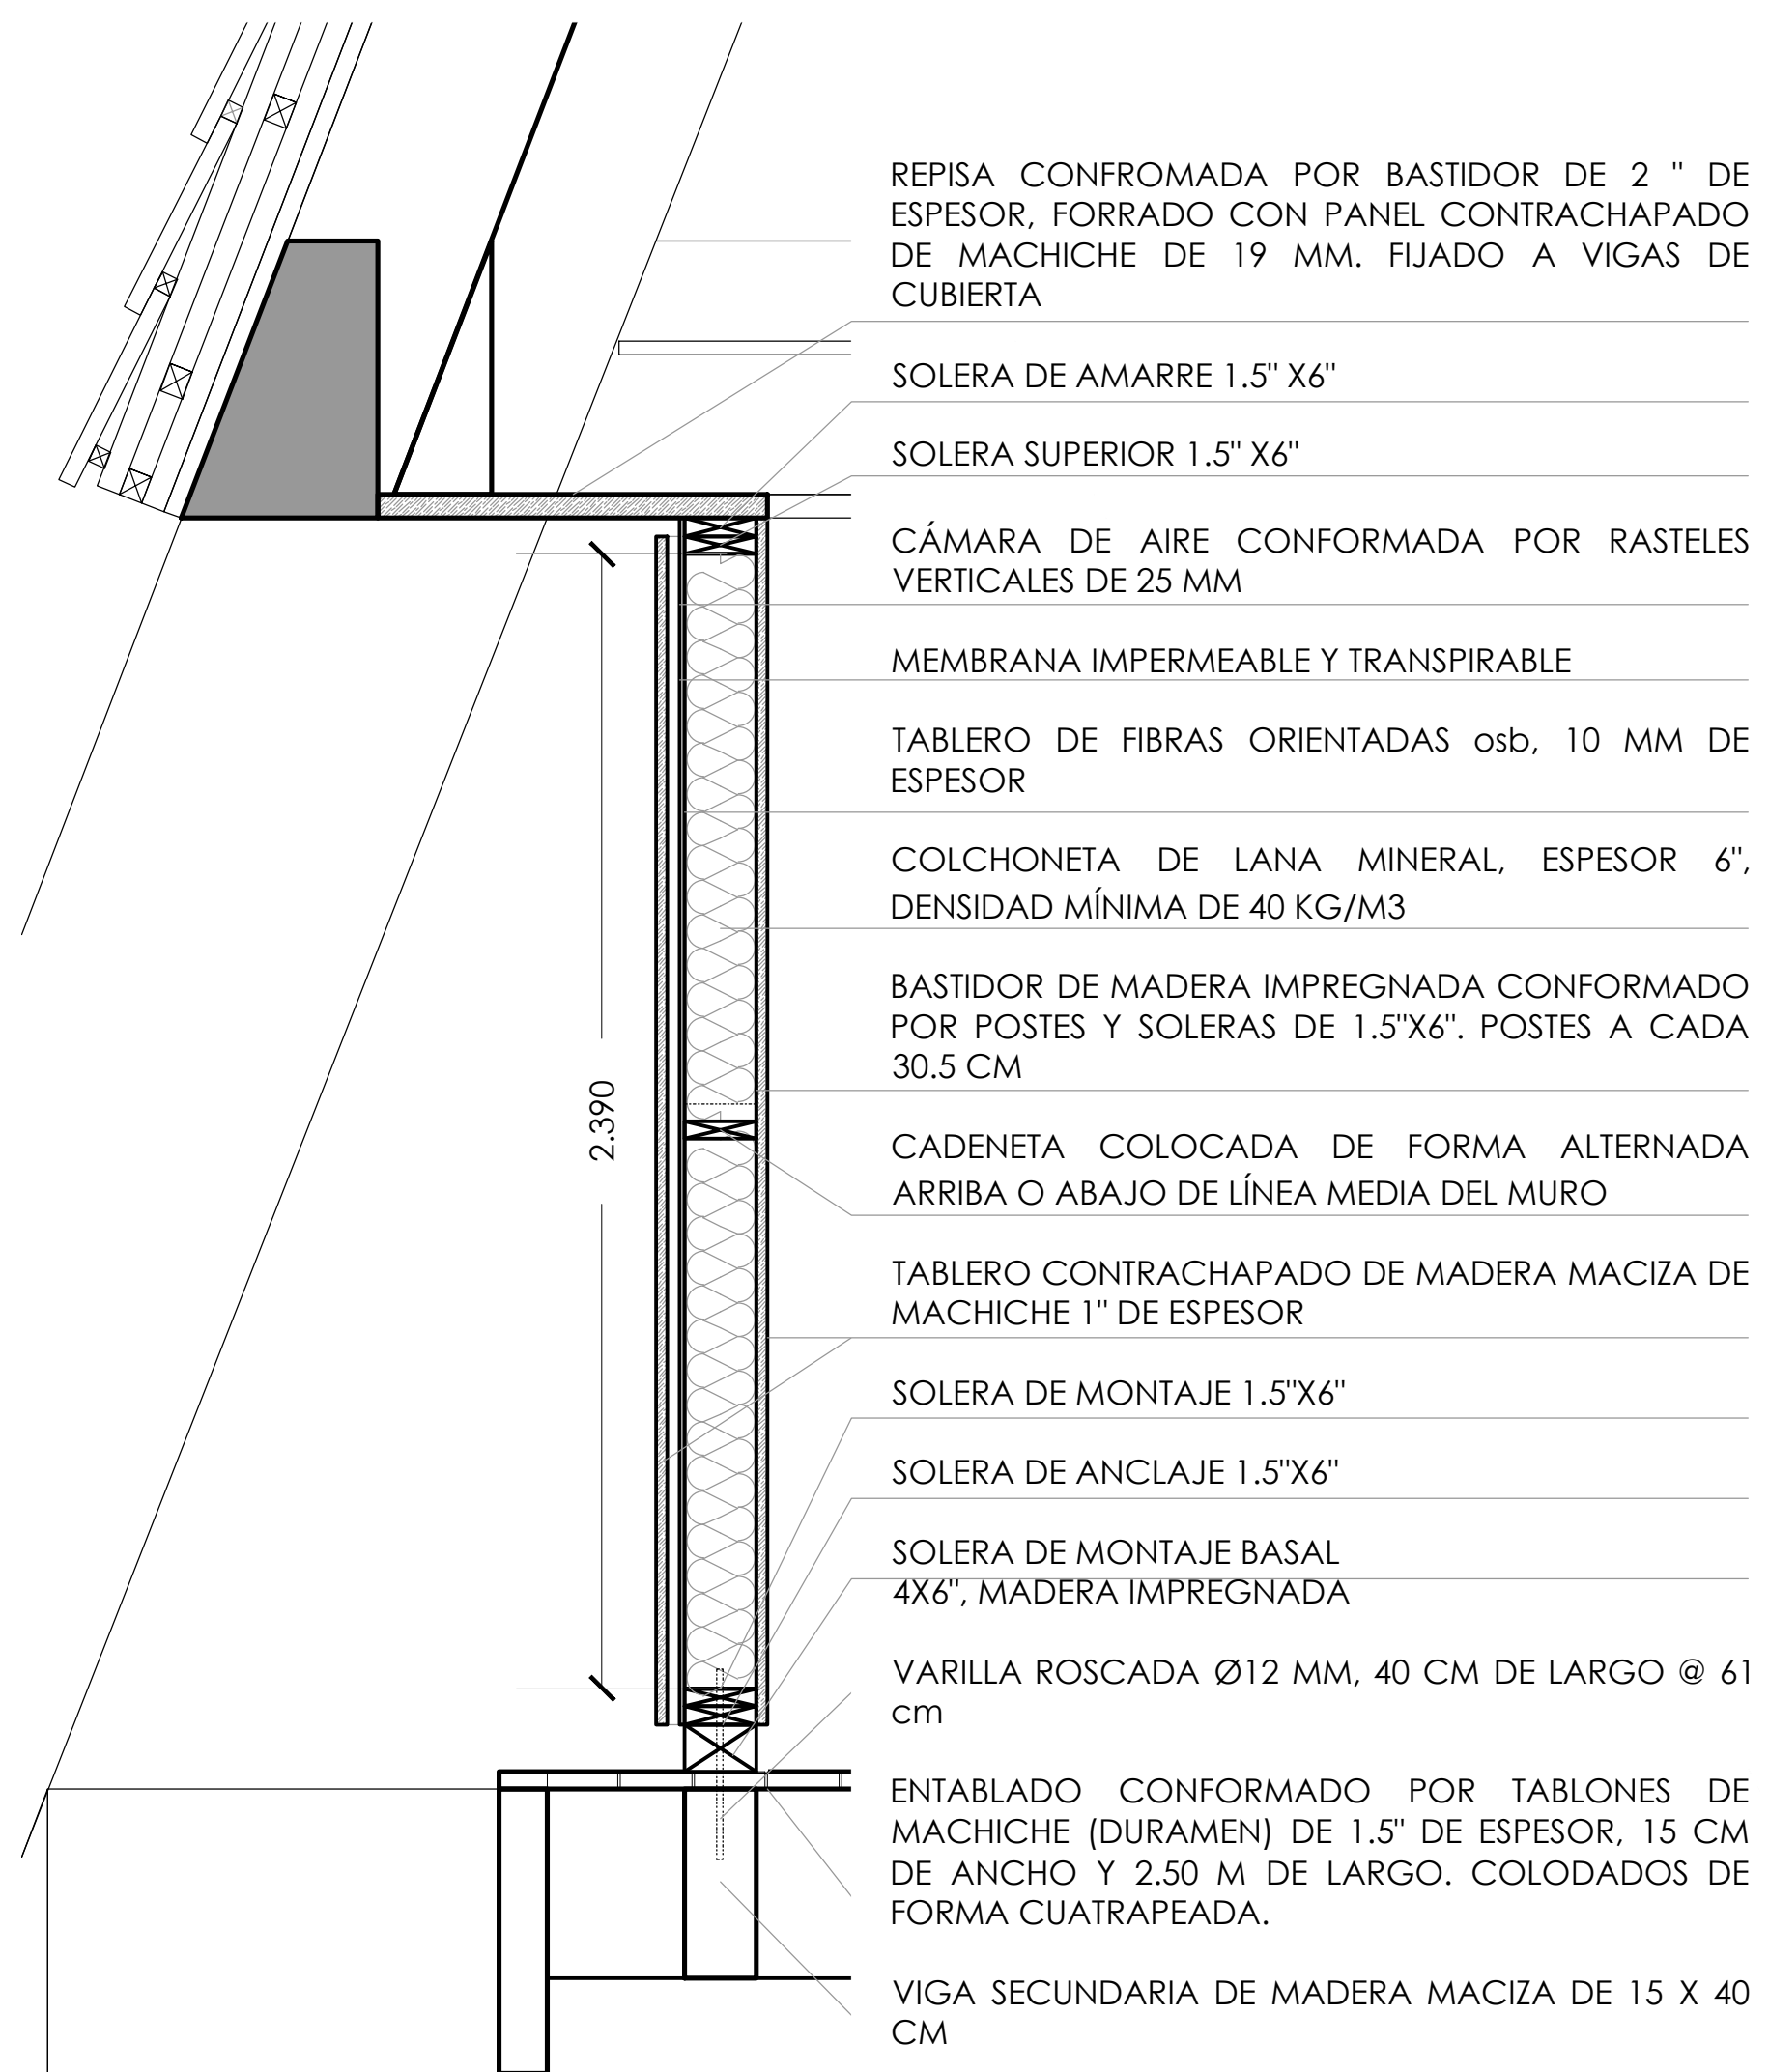 REPISA CONFROMADA POR BASTIDOR DE 2 " DE
ESPESOR, FORRADO CON PANEL CONTRACHAPADO
DE MACHICHE DE 19 MM. FIJADO A VIGAS DE
CUBIERTA
SOLERA DE AMARRE 1.5" X6"
SOLERA SUPERIOR 1.5" X6"
CÁMARA DE AIRE CONFORMADA POR RASTELES
VERTICALES DE 25 MM
MEMBRANA IMPERMEABLE Y TRANSPIRABLE
TABLERO DE FIBRAS ORIENTADAS osb, 10 MM DE
ESPESOR
COLCHONETA DE LANA MINERAL, ESPESOR 6",
DENSIDAD MÍNIMA DE 40 KG/M3
BASTIDOR DE MADERA IMPREGNADA CONFORMADO
POR POSTES Y SOLERAS DE 1.5"X6". POSTES A CADA
30.5 CM
2.390
CADENETA COLOCADA DE FORMA ALTERNADA
ARRIBA O ABAJO DE LÍNEA MEDIA DEL MURO
TABLERO CONTRACHAPADO DE MADERA MACIZA DE
MACHICHE 1" DE ESPESOR
SOLERA DE MONTAJE 1.5"X6"
SOLERA DE ANCLAJE 1.5"X6"
SOLERA DE MONTAJE BASAL
4X6", MADERA IMPREGNADA
VARILLA ROSCADA Ø12 MM, 40 CM DE LARGO @ 61
cm
ENTABLADO CONFORMADO POR TABLONES DE
MACHICHE (DURAMEN) DE 1.5" DE ESPESOR, 15 CM
DE ANCHO Y 2.50 M DE LARGO. COLODADOS DE
FORMA CUATRAPEADA.
VIGA SECUNDARIA DE MADERA MACIZA DE 15 X 40
CM